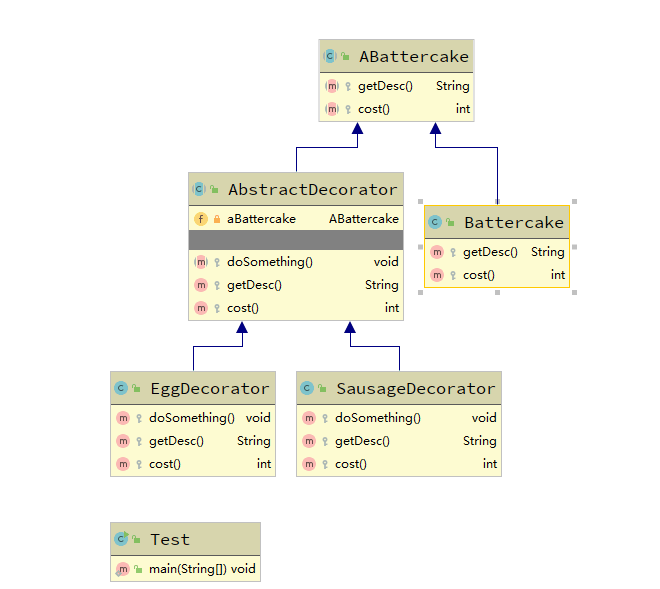 ABattercake
getDesc() String
cost() int
AbstractDecorator
aBattercake ABattercake
doSomething() void
getDesc() String
cost() int
Battercake
getDesc() String
cost() int
EggDecorator
doSomething() void
getDesc() String
cost() int
SausageDecorator
doSomething() void
getDesc() String
cost() int
Test
main(String[]) void